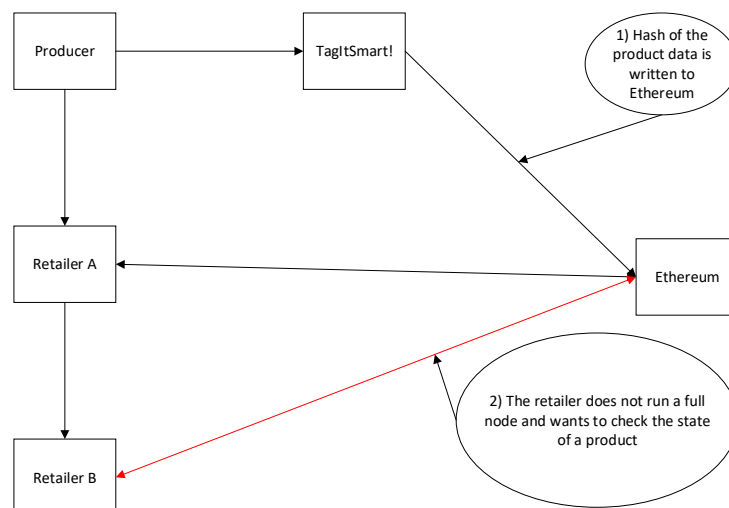 Producer
TagItSmart!
1) Hash of the
product data is
written to
Ethereum
Retailer A
Ethereum
2) The retailer does not run a full
node and wants to check the state
of a product
Retailer B